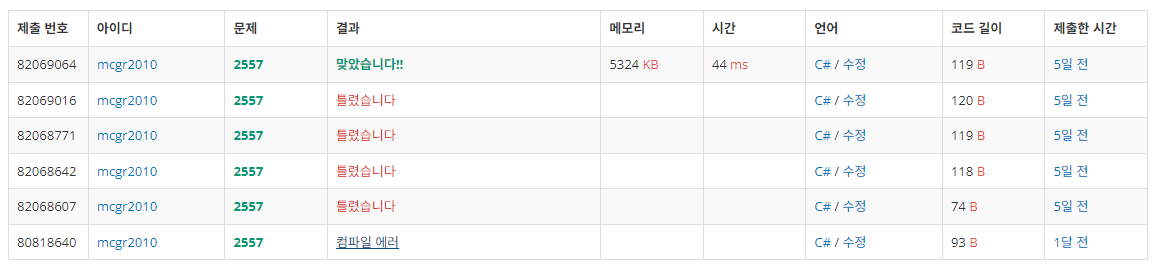 제출 번호 아이디 문제 결과 메모리 시간 언어 코드 길이 제출한 시간
82069064 mcgr2010 2557 맞았습니다!! 5324 KB 44 ms C# / 수정 119 B 5일 전
82069016 mcgr2010 2557 틀렸습니다 C# / 수정 120 B 5일 전
82068771 mcgr2010 2557 틀렸습니다 C# / 수정 119 B 5일 전
82068642 mcgr2010 2557 틀렸습니다 C# / 수정 118 B 5일 전
82068607 mcgr2010 2557 틀렸습니다 C# / 수정 74 B 5일 전
80818640 mcgr2010 2557 컴파일 에러 C# / 수정 93 B 1달 전